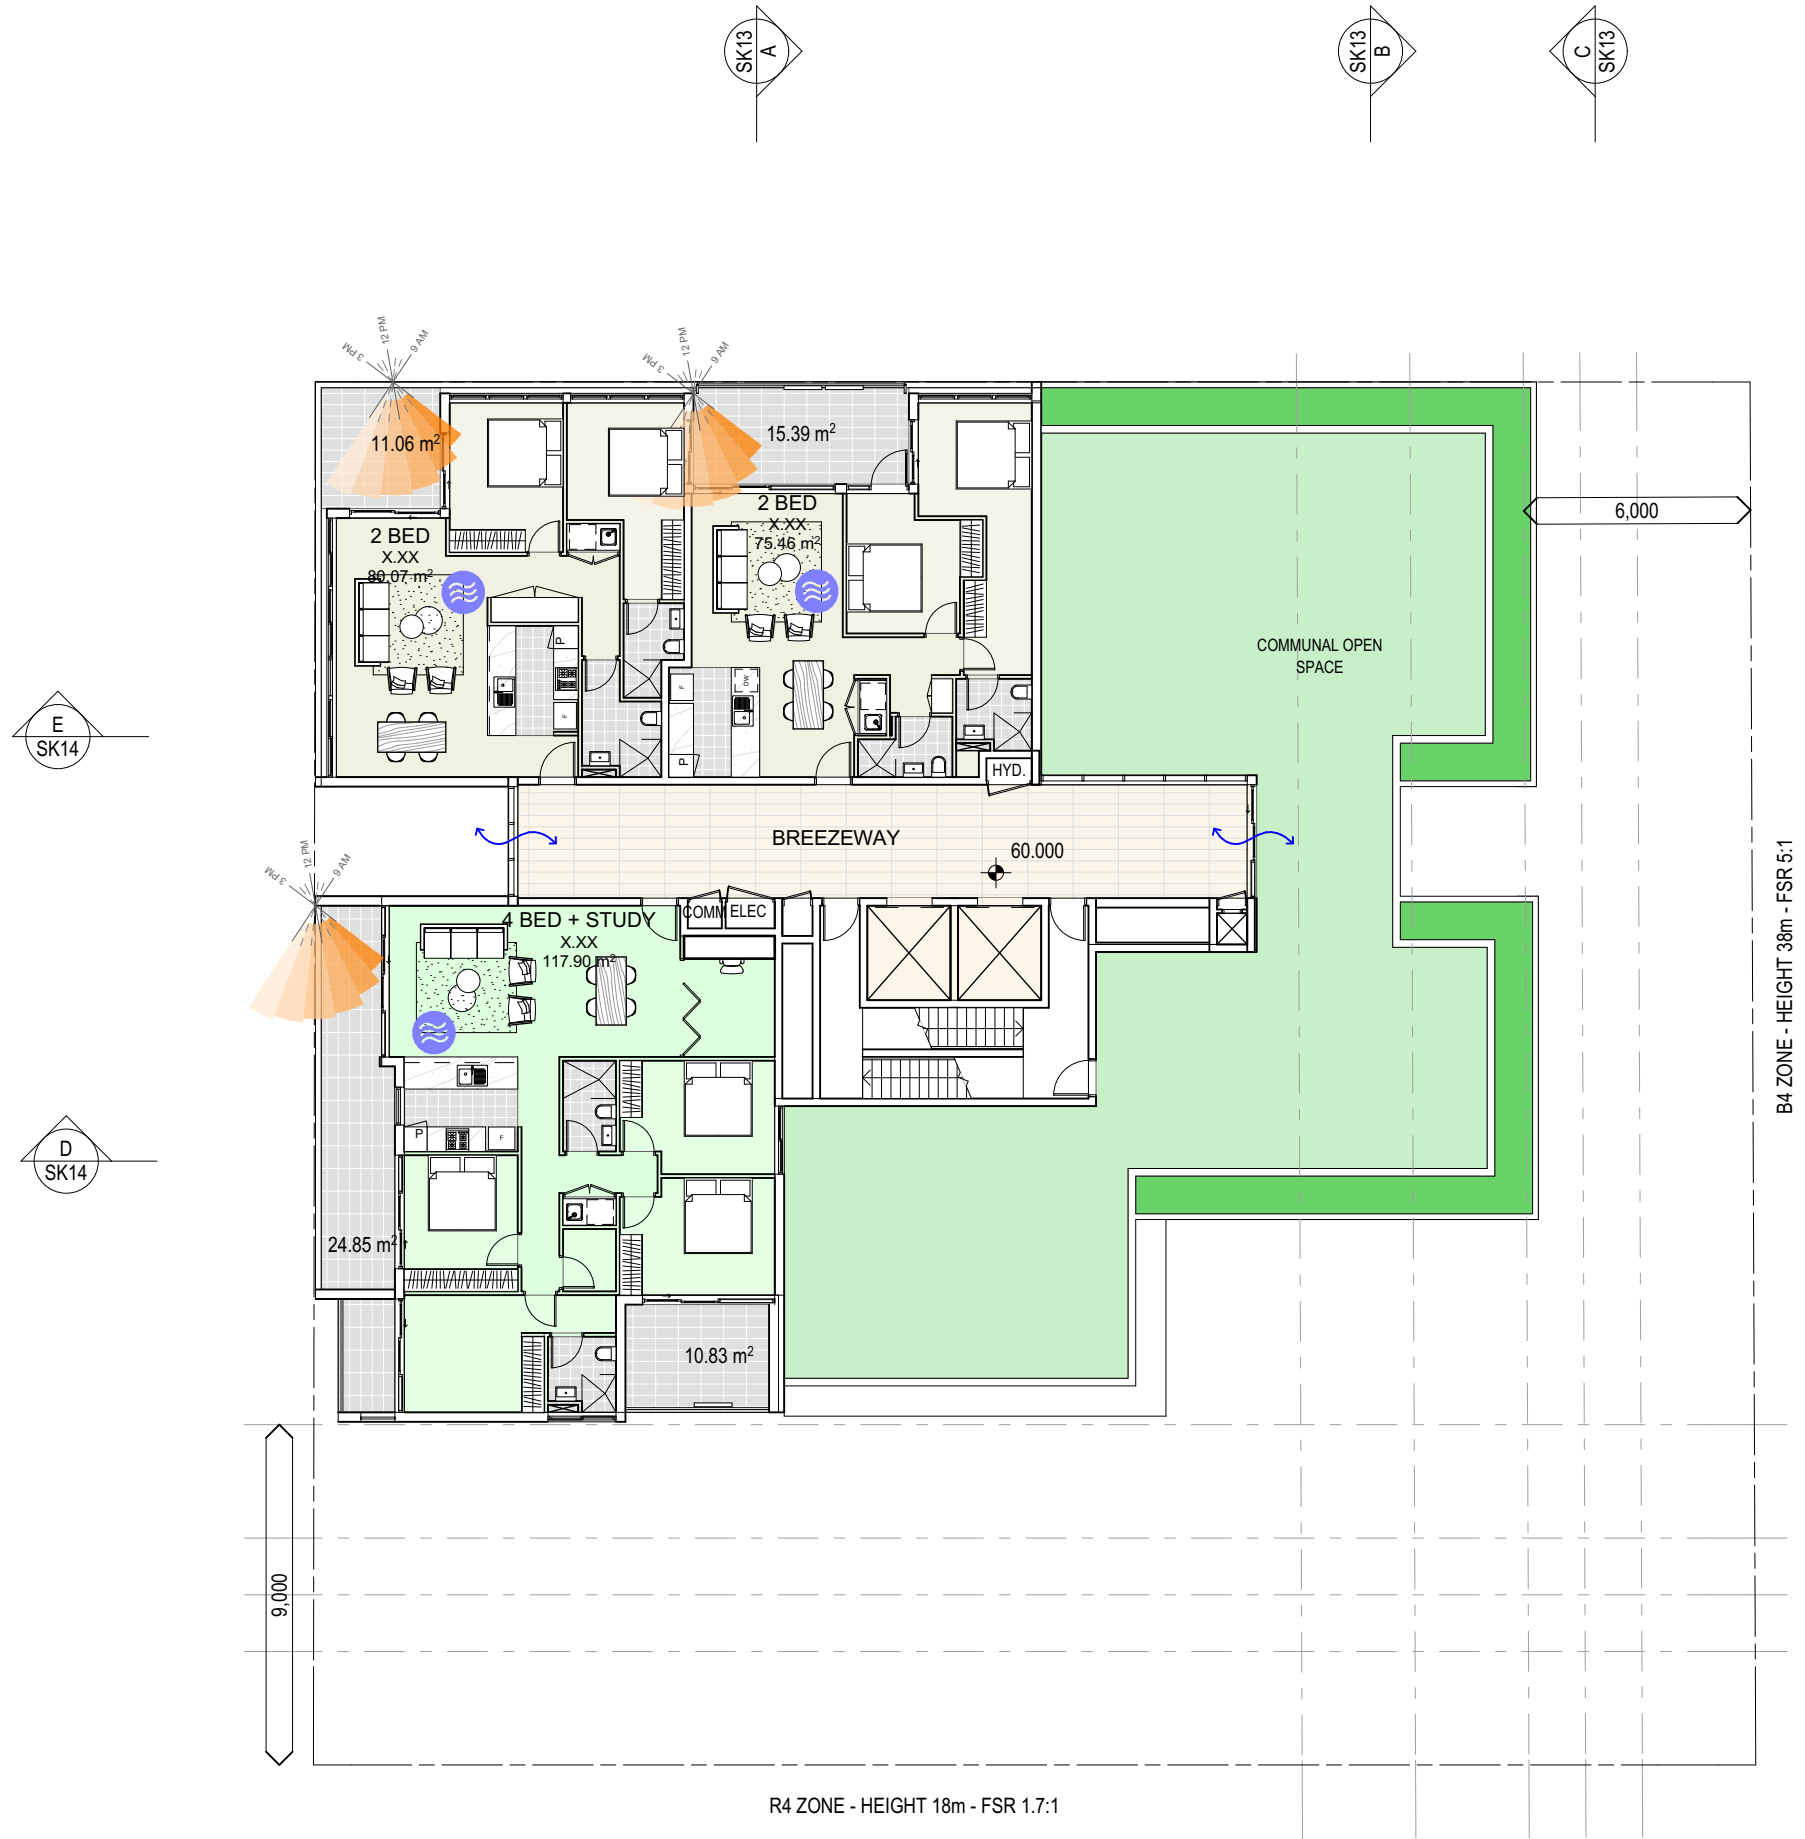 SK13
A
SK13
B
C
SK13
3 PM
12 PM
9 AM
3 PM
12 PM
9 AM
11.06 m²
15.39 m²
2 BED
X.XX
80.07 m²
2 BED
X.XX
75.46 m²
6,000
COMMUNAL OPEN
SPACE
P
F
F
DW
P
E
SK14
HYD.
BREEZEWAY
60.000
3 PM
12 PM
9 AM
4 BED + STUDY
X.XX
117.90 m²
COMM
ELEC
B4 ZONE - HEIGHT 38m - FSR 5:1
P
F
D
SK14
24.85 m²
10.83 m²
9,000
R4 ZONE - HEIGHT 18m - FSR 1.7:1